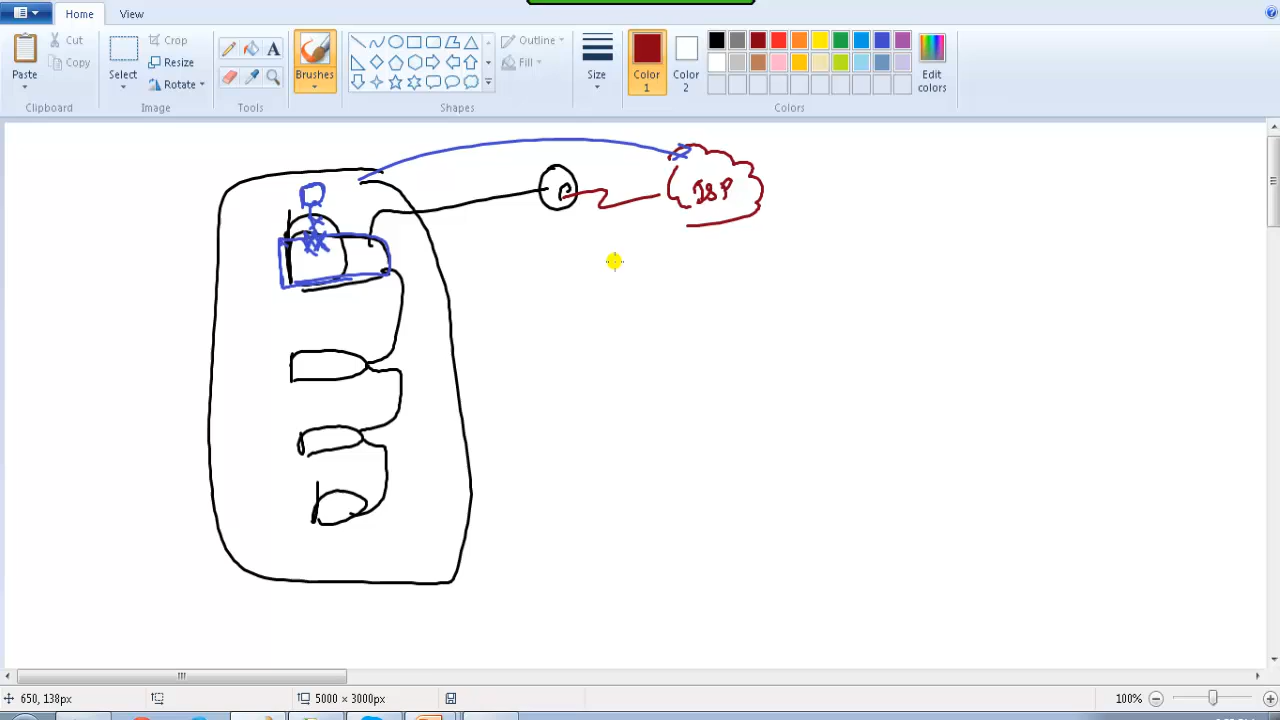 Home
View
Paste
Cut
Copy
Clipboard
Select
Crop
Resize
Rotate
Image
A
Tools
Brushes
Shapes
Outline
Fill
Size
Color
1
Color
2
Edit
colors
Colors
ISP
650, 138px
5000 × 3000px
100%